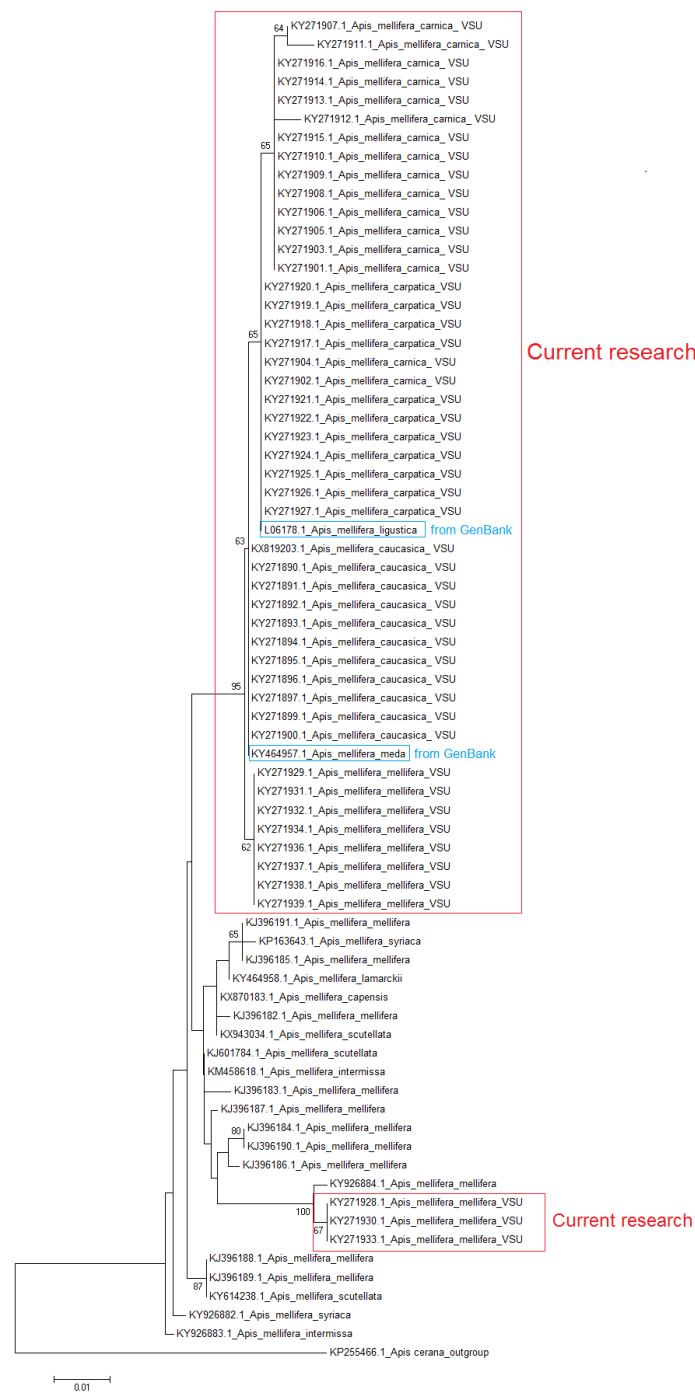 KY271907.1_Apis_mellifera_carnica_ VSU
64
KY271911.1_Apis_mellifera_carnica_ VSU
KY271916.1_Apis_mellifera_carnica_ VSU
KY271914.1_Apis_mellifera_carnica_ VSU
KY271913.1_Apis_mellifera_carnica_ VSU
KY271912.1_Apis_mellifera_carnica_ VSU
KY271915.1_Apis_mellifera_carnica_ VSU
65
KY271910.1_Apis_mellifera_carnica_ VSU
KY271909.1_Apis_mellifera_carnica_ VSU
KY271908.1_Apis_mellifera_carnica_ VSU
KY271906.1_Apis_mellifera_carnica_ VSU
KY271905.1_Apis_mellifera_carnica_ VSU
KY271903.1_Apis_mellifera_carnica_ VSU
KY271901.1_Apis_mellifera_carnica_ VSU
KY271920.1_Apis_mellifera_carpatica_VSU
KY271919.1_Apis_mellifera_carpatica_VSU
KY271918.1_Apis_mellifera_carpatica_VSU
65
KY271917.1_Apis_mellifera_carpatica_VSU
Current research
KY271904.1_Apis_mellifera_carnica_ VSU
KY271902.1_Apis_mellifera_carnica_ VSU
KY271921.1_Apis_mellifera_carpatica_VSU
KY271922.1_Apis_mellifera_carpatica_VSU
KY271923.1_Apis_mellifera_carpatica_VSU
KY271924.1_Apis_mellifera_carpatica_VSU
KY271925.1_Apis_mellifera_carpatica_VSU
KY271926.1_Apis_mellifera_carpatica_VSU
KY271927.1_Apis_mellifera_carpatica_VSU
L06178.1_Apis_mellifera_ligustica from GenBank
63
KX819203.1_Apis_mellifera_caucasica_ VSU
KY271890.1_Apis_mellifera_caucasica_ VSU
KY271891.1_Apis_mellifera_caucasica_ VSU
KY271892.1_Apis_mellifera_caucasica_ VSU
KY271893.1_Apis_mellifera_caucasica_ VSU
KY271894.1_Apis_mellifera_caucasica_ VSU
KY271895.1_Apis_mellifera_caucasica_ VSU
KY271896.1_Apis_mellifera_caucasica_ VSU
95
KY271897.1_Apis_mellifera_caucasica_ VSU
KY271899.1_Apis_mellifera_caucasica_ VSU
KY271900.1_Apis_mellifera_caucasica_ VSU
KY464957.1_Apis_mellifera_meda from GenBank
KY271929.1_Apis_mellifera_mellifera_VSU
KY271931.1_Apis_mellifera_mellifera_VSU
KY271932.1_Apis_mellifera_mellifera_VSU
KY271934.1_Apis_mellifera_mellifera_VSU
62
KY271936.1_Apis_mellifera_mellifera_VSU
KY271937.1_Apis_mellifera_mellifera_VSU
KY271938.1_Apis_mellifera_mellifera_VSU
KY271939.1_Apis_mellifera_mellifera_VSU
KJ396191.1_Apis_mellifera_mellifera
65
KP163643.1_Apis_mellifera_syriaca
KJ396185.1_Apis_mellifera_mellifera
KY464958.1_Apis_mellifera_lamarckii
KX870183.1_Apis_mellifera_capensis
KJ396182.1_Apis_mellifera_mellifera
KX943034.1_Apis_mellifera_scutellata
KJ601784.1_Apis_mellifera_scutellata
KM458618.1_Apis_mellifera_intermissa
KJ396183.1_Apis_mellifera_mellifera
KJ396187.1_Apis_mellifera_mellifera
KJ396184.1_Apis_mellifera_mellifera
80
KJ396190.1_Apis_mellifera_mellifera
KJ396186.1_Apis_mellifera_mellifera
KY926884.1_Apis_mellifera_mellifera
KY271928.1_Apis_mellifera_mellifera_VSU
100
KY271930.1_Apis_mellifera_mellifera_VSU
Current research
67
KY271933.1_Apis_mellifera_mellifera_VSU
KJ396188.1_Apis_mellifera_mellifera
KJ396189.1_Apis_mellifera_mellifera
87
KY614238.1_Apis_mellifera_scutellata
KY926882.1_Apis_mellifera_syriaca
KY926883.1_Apis_mellifera_intermissa
KP255466.1_Apis cerana_outgroup
0.01